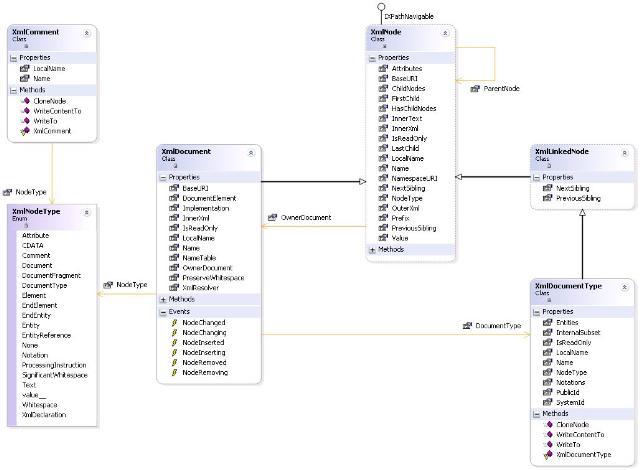 XmlComment
Class
Properties
LocalName
Name
Methods
CloneNode
WriteContentTo
WriteTo
XmlComment
NodeType
XmlNodeType
Enum
Attribute
CDATA
Comment
Document
DocumentFragment
DocumentType
Element
EndElement
EndEntity
Entity
EntityReference
None
Notation
ProcessingInstruction
SignificantWhitespace
Text
value__
Whitespace
XmlDeclaration
NodeType
XmlDocument
Class
Properties
BaseURI
DocumentElement
Implementation
InnerXml
IsReadOnly
LocalName
Name
NameTable
OwnerDocument
PreserveWhitespace
XmlResolver
Methods
Events
NodeChanged
NodeChanging
NodeInserted
NodeInserting
NodeRemoved
NodeRemoving
OwnerDocument
IXPathNavigable
XmlNode
Class
Properties
Attributes
BaseURI
ChildNodes
FirstChild
HasChildNodes
InnerText
InnerXml
IsReadOnly
LastChild
LocalName
Name
NamespaceURI
NextSibling
NodeType
OuterXml
Prefix
PreviousSibling
Value
Methods
ParentNode
XmlLinkedNode
Class
Properties
NextSibling
PreviousSibling
DocumentType
XmlDocumentType
Class
Properties
Entities
InternalSubset
IsReadOnly
LocalName
Name
NodeType
Notations
PublicId
SystemId
Methods
CloneNode
WriteContentTo
WriteTo
XmlDocumentType